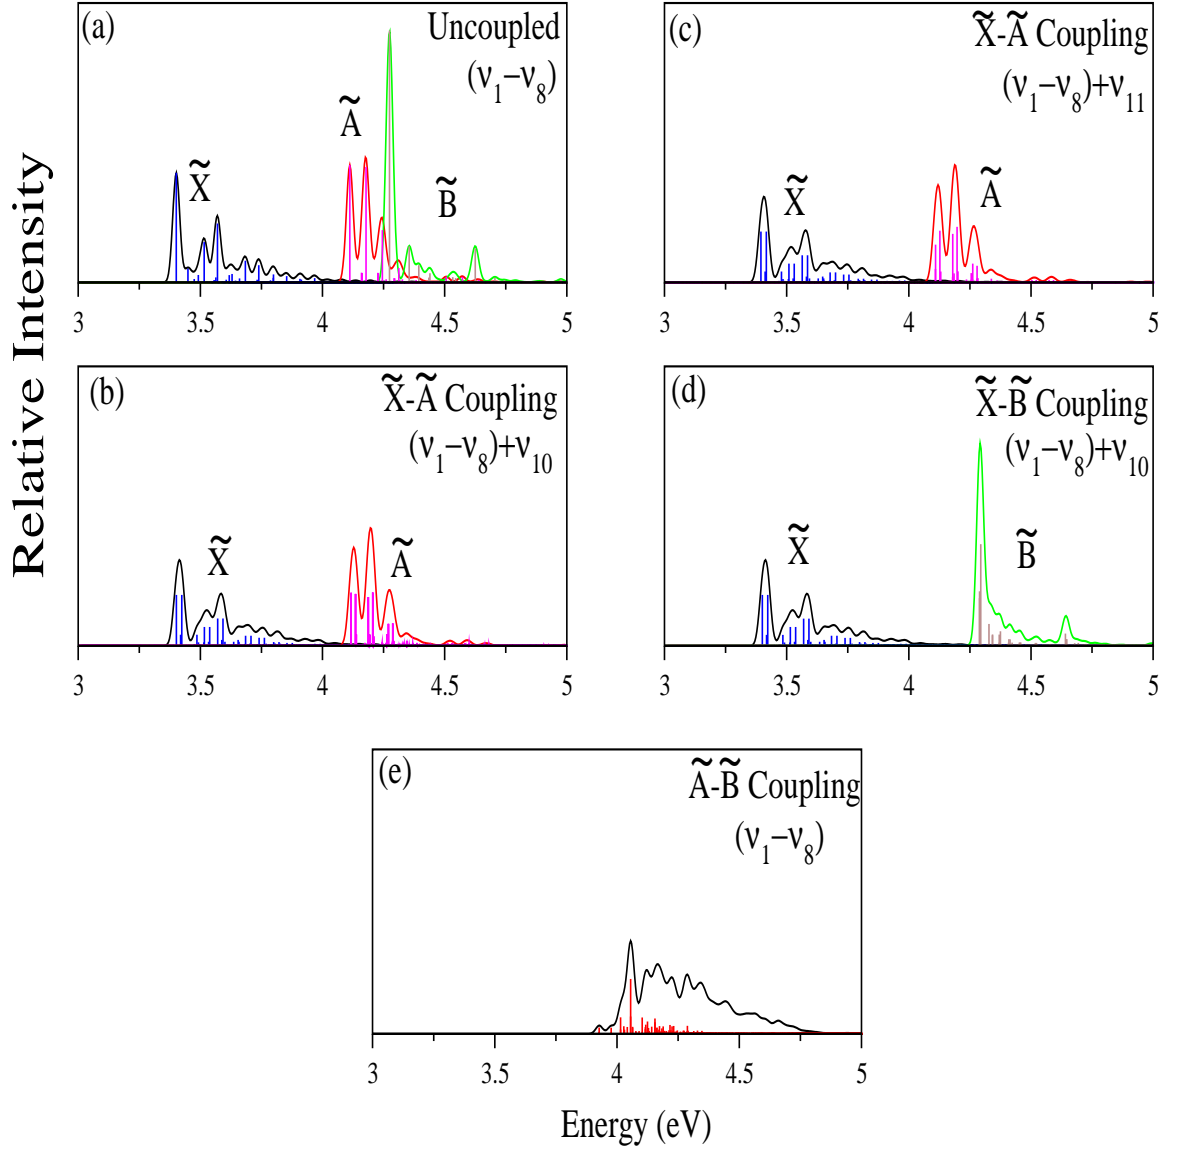 Relative Intensity
(a)
Uncoupled
(ν₁−ν₈)
X̃
Ã
B̃
3 3.5 4 4.5 5
(c)
X̃-Ã Coupling
(ν₁−ν₈)+ν₁₁
X̃
Ã
3 3.5 4 4.5 5
(b)
X̃-Ã Coupling
(ν₁−ν₈)+ν₁₀
X̃
Ã
3 3.5 4 4.5 5
(d)
X̃-B̃ Coupling
(ν₁−ν₈)+ν₁₀
X̃
B̃
3 3.5 4 4.5 5
(e)
Ã-B̃ Coupling
(ν₁−ν₈)
3 3.5 4 4.5 5
Energy (eV)